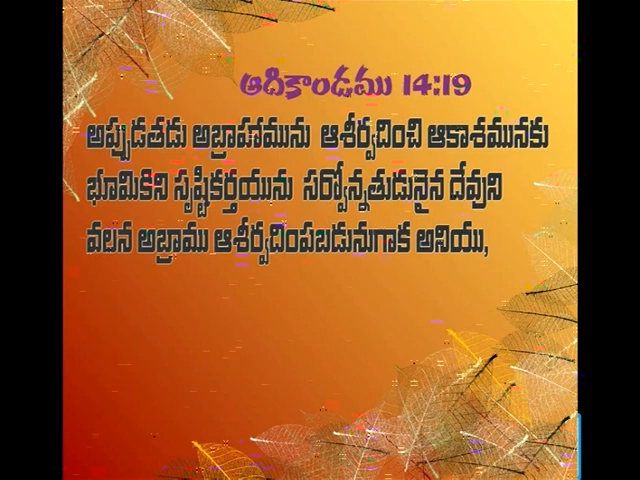 ఆదికాండము 14:19
అప్పుడతడు అబ్రాహామును ఆశీర్వదించి ఆకాశమునకు
భూమికిని సృష్టికర్తయును సర్వోన్నతుడునైన దేవుని
వలన అబ్రాము ఆశీర్వదింపబడునుగాక అనియు,